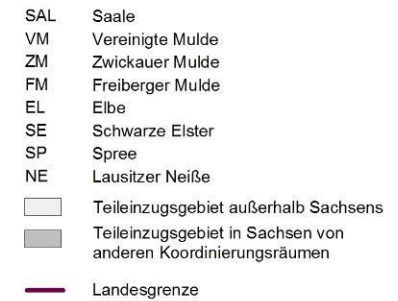 SAL Saale
VM Vereinigte Mulde
ZM Zwickauer Mulde
FM Freiberger Mulde
EL Elbe
SE Schwarze Elster
SP Spree
NE Lausitzer Neiße
Teileinzugsgebiet außerhalb Sachsens
Teileinzugsgebiet in Sachsen von
anderen Koordinierungsräumen
Landesgrenze